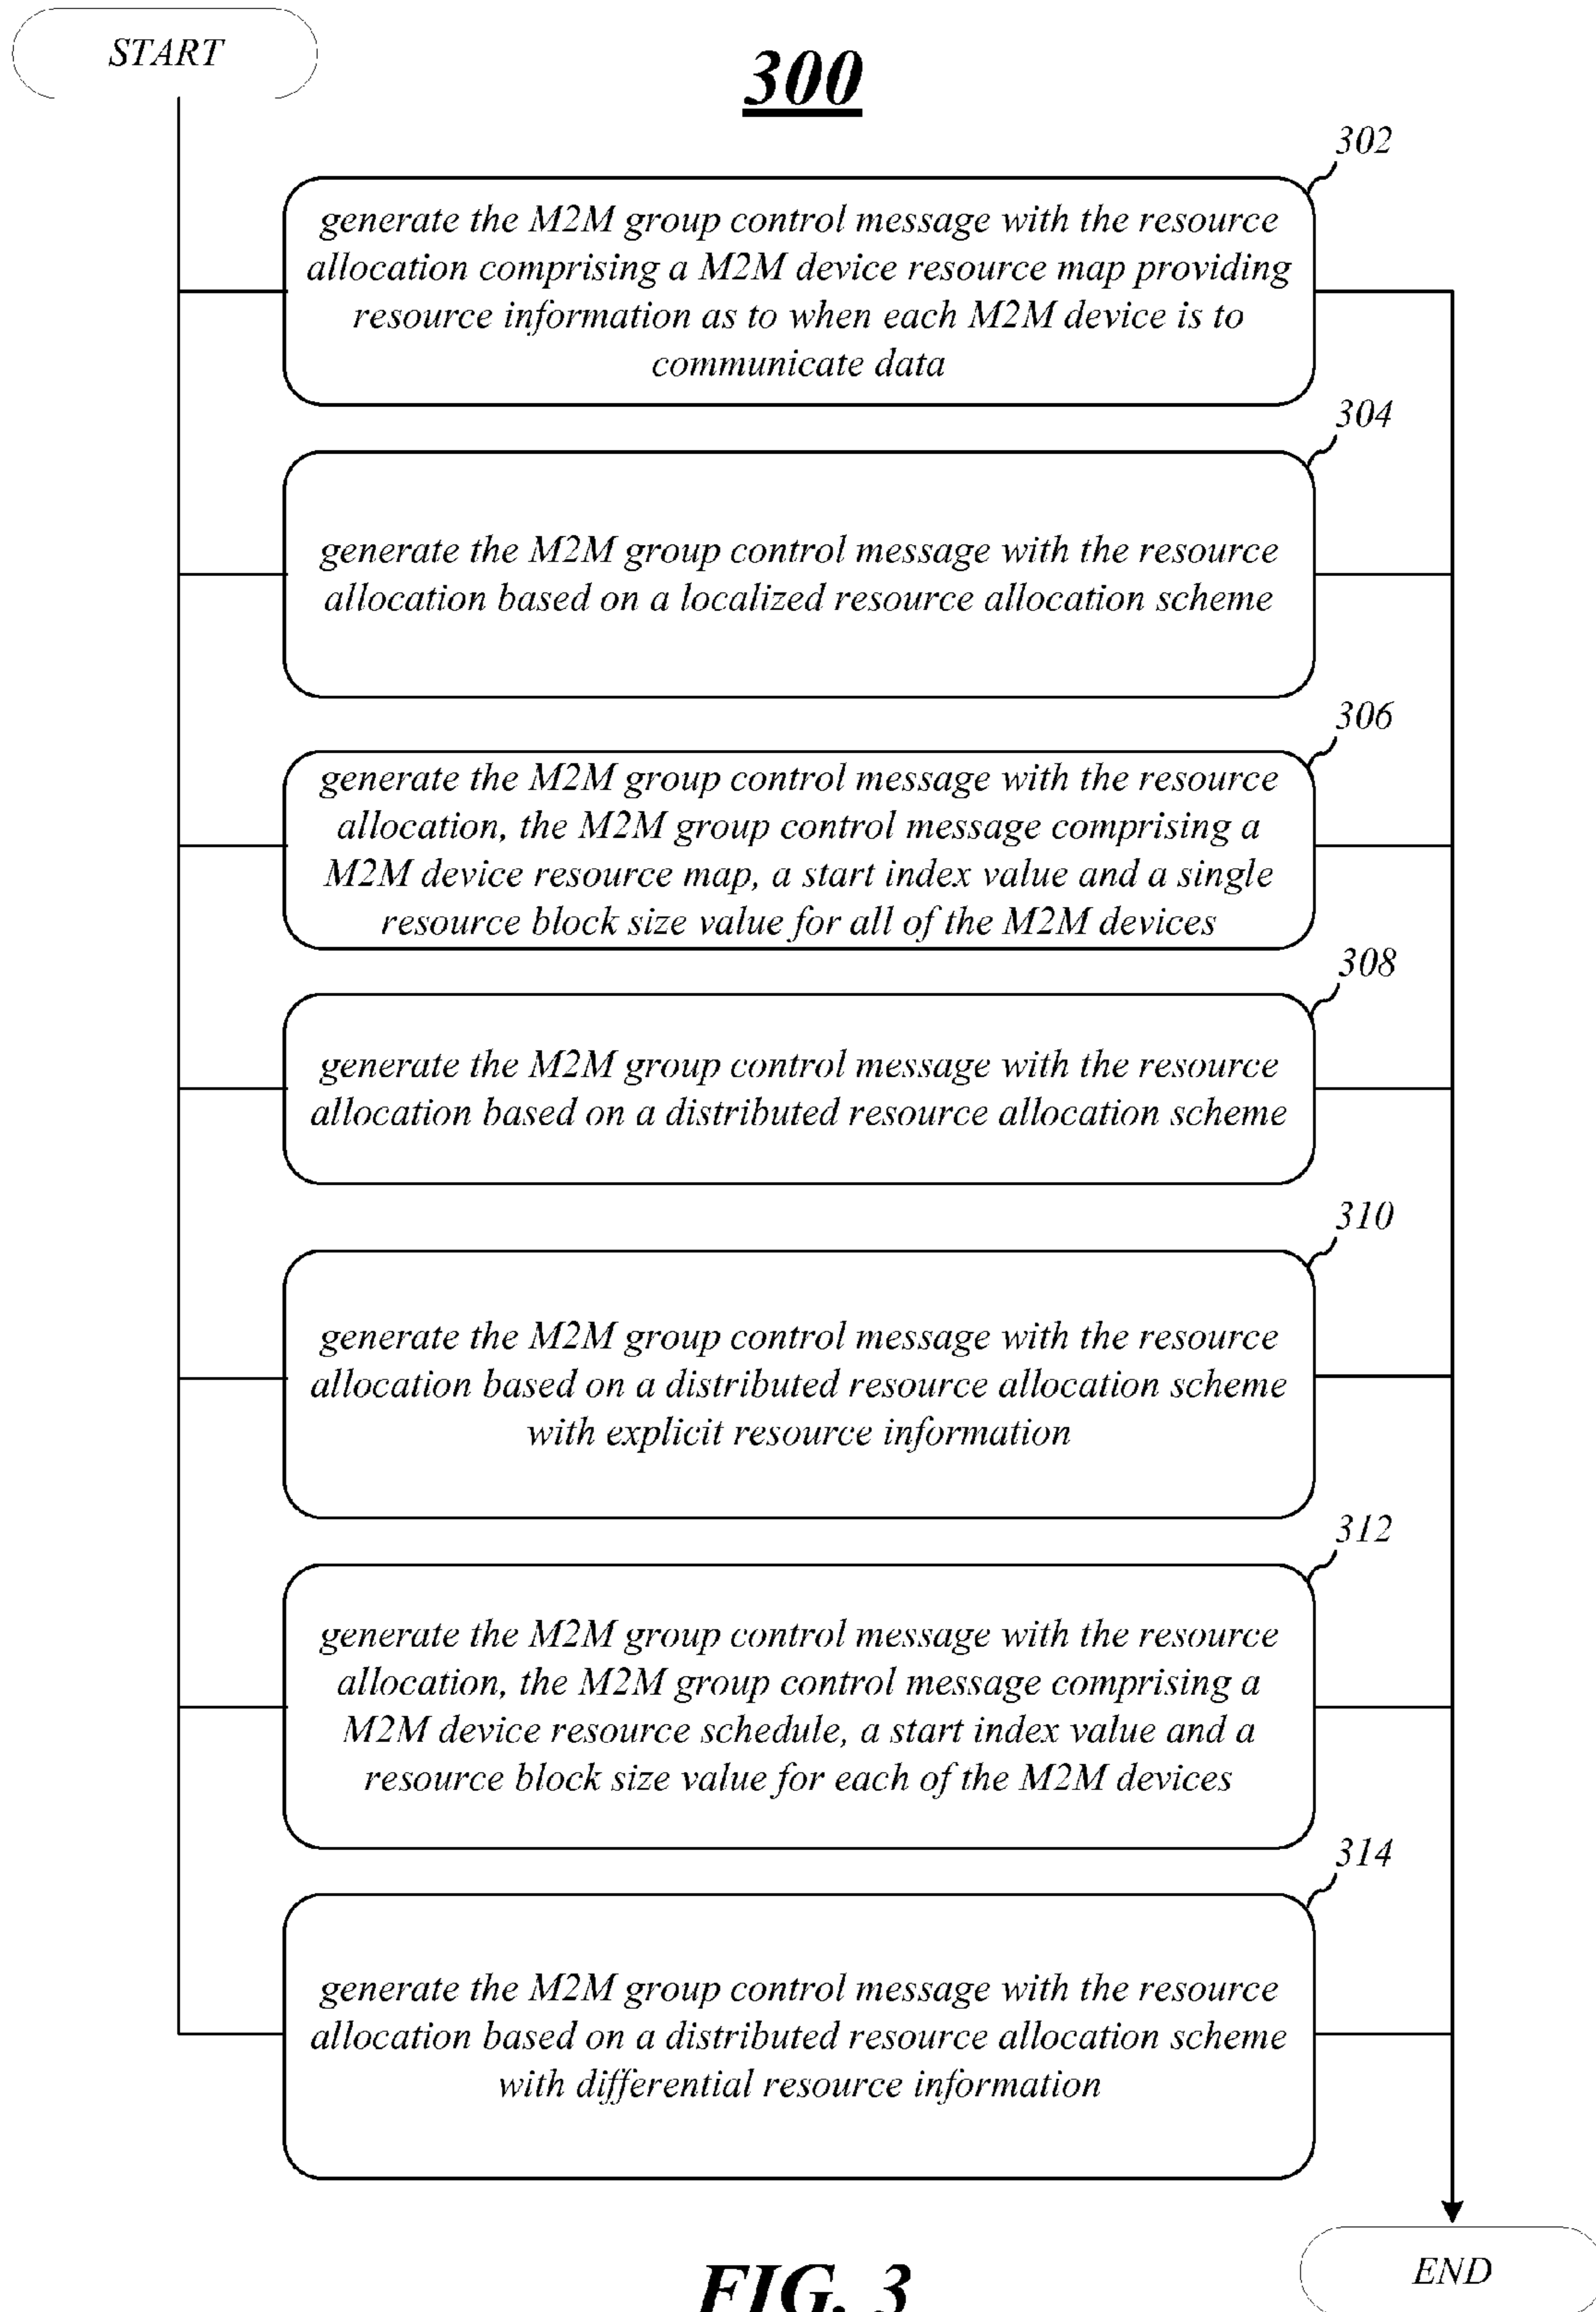 START
300
302
generate the M2M group control message with the resource
allocation comprising a M2M device resource map providing
resource information as to when each M2M device is to
communicate data
304
generate the M2M group control message with the resource
allocation based on a localized resource allocation scheme
306
generate the M2M group control message with the resource
allocation, the M2M group control message comprising a
M2M device resource map, a start index value and a single
resource block size value for all of the M2M devices
308
generate the M2M group control message with the resource
allocation based on a distributed resource allocation scheme
310
generate the M2M group control message with the resource
allocation based on a distributed resource allocation scheme
with explicit resource information
312
generate the M2M group control message with the resource
allocation, the M2M group control message comprising a
M2M device resource schedule, a start index value and a
resource block size value for each of the M2M devices
314
generate the M2M group control message with the resource
allocation based on a distributed resource allocation scheme
with differential resource information
END
FIG. 3